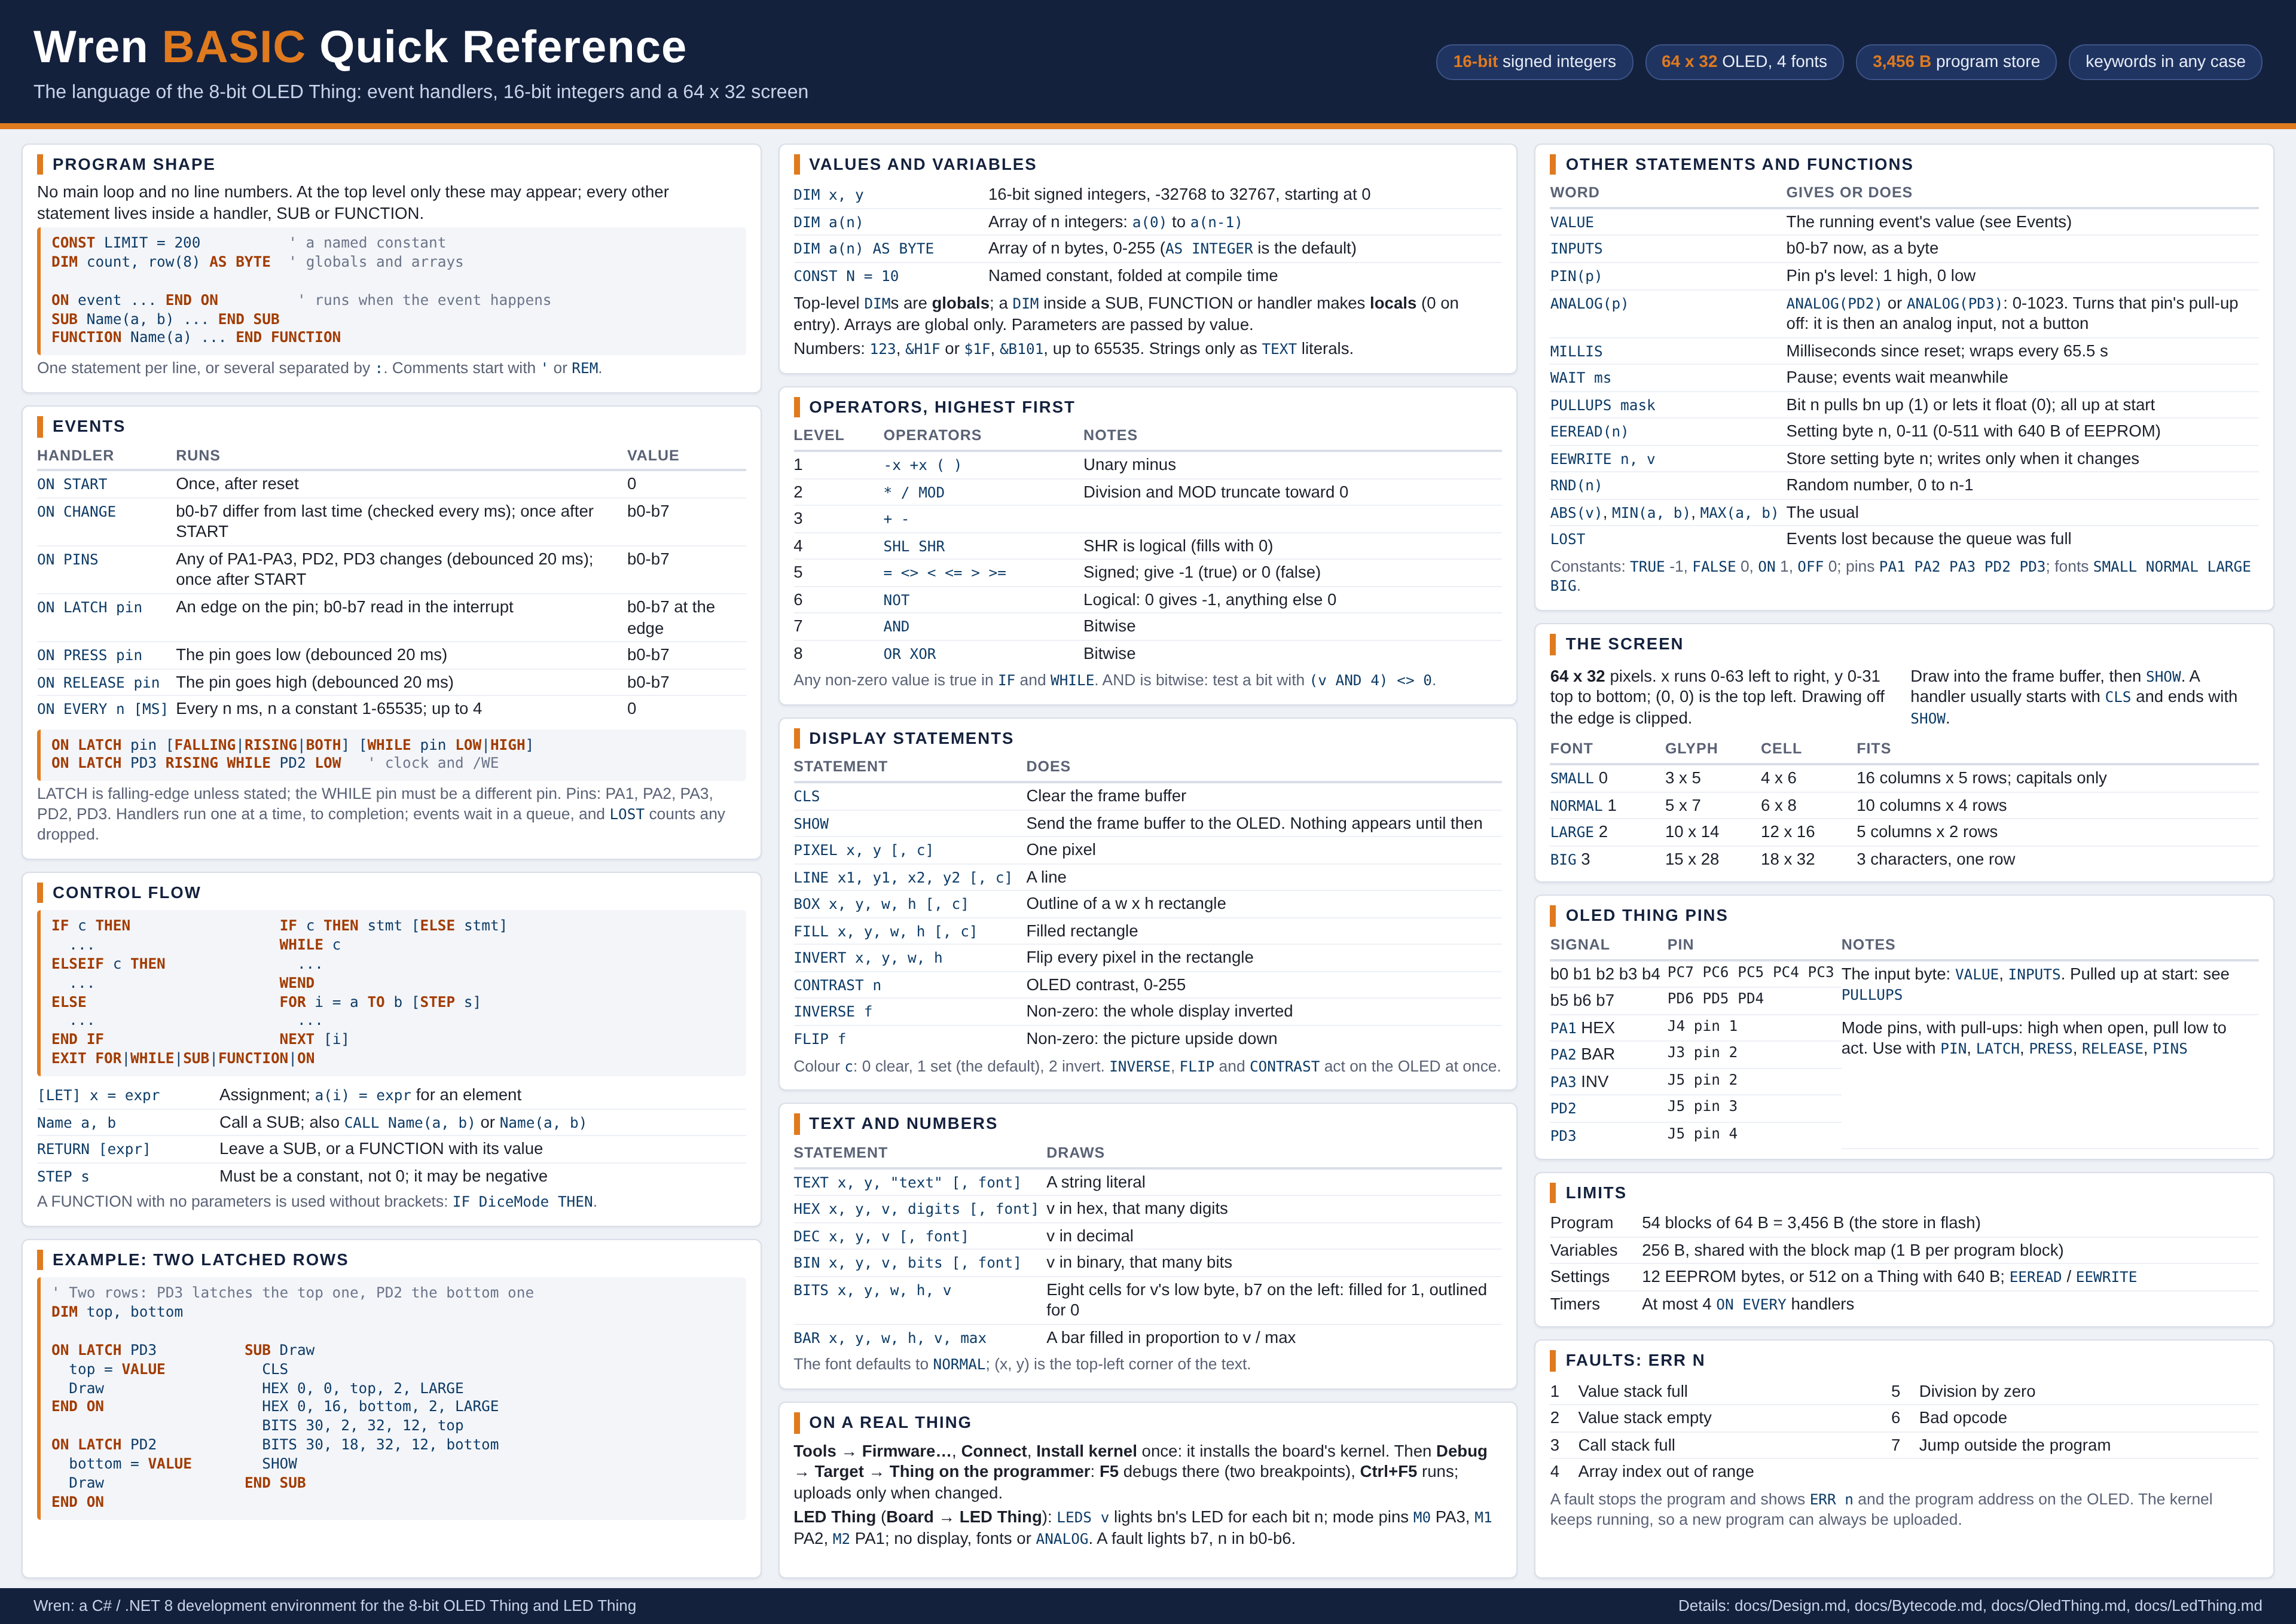 Wren BASIC Quick Reference
The language of the 8-bit OLED Thing: event handlers, 16-bit integers and a 64 x 32 screen
16-bit signed integers
64 x 32 OLED, 4 fonts
3,456 B program store
keywords in any case
PROGRAM SHAPE
No main loop and no line numbers. At the top level only these may appear; every other
statement lives inside a handler, SUB or FUNCTION.
CONST LIMIT = 200 ' a named constant
DIM count, row(8) AS BYTE ' globals and arrays
ON event ... END ON ' runs when the event happens
SUB Name(a, b) ... END SUB
FUNCTION Name(a) ... END FUNCTION
One statement per line, or several separated by :. Comments start with ' or REM.
EVENTS
HANDLER RUNS VALUE
ON START Once, after reset 0
ON CHANGE b0-b7 differ from last time (checked every ms); once after b0-b7
START
ON PINS Any of PA1-PA3, PD2, PD3 changes (debounced 20 ms); b0-b7
once after START
ON LATCH pin An edge on the pin; b0-b7 read in the interrupt b0-b7 at the
edge
ON PRESS pin The pin goes low (debounced 20 ms) b0-b7
ON RELEASE pin The pin goes high (debounced 20 ms) b0-b7
ON EVERY n [MS] Every n ms, n a constant 1-65535; up to 4 0
ON LATCH pin [FALLING|RISING|BOTH] [WHILE pin LOW|HIGH]
ON LATCH PD3 RISING WHILE PD2 LOW ' clock and /WE
LATCH is falling-edge unless stated; the WHILE pin must be a different pin. Pins: PA1, PA2, PA3,
PD2, PD3. Handlers run one at a time, to completion; events wait in a queue, and LOST counts any
dropped.
CONTROL FLOW
IF c THEN IF c THEN stmt [ELSE stmt]
... WHILE c
ELSEIF c THEN ...
... WEND
ELSE FOR i = a TO b [STEP s]
... ...
END IF NEXT [i]
EXIT FOR|WHILE|SUB|FUNCTION|ON
[LET] x = expr Assignment; a(i) = expr for an element
Name a, b Call a SUB; also CALL Name(a, b) or Name(a, b)
RETURN [expr] Leave a SUB, or a FUNCTION with its value
STEP s Must be a constant, not 0; it may be negative
A FUNCTION with no parameters is used without brackets: IF DiceMode THEN.
EXAMPLE: TWO LATCHED ROWS
' Two rows: PD3 latches the top one, PD2 the bottom one
DIM top, bottom
ON LATCH PD3 SUB Draw
top = VALUE CLS
Draw HEX 0, 0, top, 2, LARGE
END ON HEX 0, 16, bottom, 2, LARGE
BITS 30, 2, 32, 12, top
ON LATCH PD2 BITS 30, 18, 32, 12, bottom
bottom = VALUE SHOW
Draw END SUB
END ON
VALUES AND VARIABLES
DIM x, y 16-bit signed integers, -32768 to 32767, starting at 0
DIM a(n) Array of n integers: a(0) to a(n-1)
DIM a(n) AS BYTE Array of n bytes, 0-255 (AS INTEGER is the default)
CONST N = 10 Named constant, folded at compile time
Top-level DIMs are globals; a DIM inside a SUB, FUNCTION or handler makes locals (0 on
entry). Arrays are global only. Parameters are passed by value.
Numbers: 123, &H1F or $1F, &B101, up to 65535. Strings only as TEXT literals.
OPERATORS, HIGHEST FIRST
LEVEL OPERATORS NOTES
1 -x +x ( ) Unary minus
2 * / MOD Division and MOD truncate toward 0
3 + -
4 SHL SHR SHR is logical (fills with 0)
5 = <> < <= > >= Signed; give -1 (true) or 0 (false)
6 NOT Logical: 0 gives -1, anything else 0
7 AND Bitwise
8 OR XOR Bitwise
Any non-zero value is true in IF and WHILE. AND is bitwise: test a bit with (v AND 4) <> 0.
DISPLAY STATEMENTS
STATEMENT DOES
CLS Clear the frame buffer
SHOW Send the frame buffer to the OLED. Nothing appears until then
PIXEL x, y [, c] One pixel
LINE x1, y1, x2, y2 [, c] A line
BOX x, y, w, h [, c] Outline of a w x h rectangle
FILL x, y, w, h [, c] Filled rectangle
INVERT x, y, w, h Flip every pixel in the rectangle
CONTRAST n OLED contrast, 0-255
INVERSE f Non-zero: the whole display inverted
FLIP f Non-zero: the picture upside down
Colour c: 0 clear, 1 set (the default), 2 invert. INVERSE, FLIP and CONTRAST act on the OLED at once.
TEXT AND NUMBERS
STATEMENT DRAWS
TEXT x, y, "text" [, font] A string literal
HEX x, y, v, digits [, font] v in hex, that many digits
DEC x, y, v [, font] v in decimal
BIN x, y, v, bits [, font] v in binary, that many bits
BITS x, y, w, h, v Eight cells for v's low byte, b7 on the left: filled for 1, outlined
for 0
BAR x, y, w, h, v, max A bar filled in proportion to v / max
The font defaults to NORMAL; (x, y) is the top-left corner of the text.
ON A REAL THING
Tools → Firmware…, Connect, Install kernel once: it installs the board's kernel. Then Debug
→ Target → Thing on the programmer: F5 debugs there (two breakpoints), Ctrl+F5 runs;
uploads only when changed.
LED Thing (Board → LED Thing): LEDS v lights bn's LED for each bit n; mode pins M0 PA3, M1
PA2, M2 PA1; no display, fonts or ANALOG. A fault lights b7, n in b0-b6.
OTHER STATEMENTS AND FUNCTIONS
WORD GIVES OR DOES
VALUE The running event's value (see Events)
INPUTS b0-b7 now, as a byte
PIN(p) Pin p's level: 1 high, 0 low
ANALOG(p) ANALOG(PD2) or ANALOG(PD3): 0-1023. Turns that pin's pull-up
off: it is then an analog input, not a button
MILLIS Milliseconds since reset; wraps every 65.5 s
WAIT ms Pause; events wait meanwhile
PULLUPS mask Bit n pulls bn up (1) or lets it float (0); all up at start
EEREAD(n) Setting byte n, 0-11 (0-511 with 640 B of EEPROM)
EEWRITE n, v Store setting byte n; writes only when it changes
RND(n) Random number, 0 to n-1
ABS(v), MIN(a, b), MAX(a, b) The usual
LOST Events lost because the queue was full
Constants: TRUE -1, FALSE 0, ON 1, OFF 0; pins PA1 PA2 PA3 PD2 PD3; fonts SMALL NORMAL LARGE
BIG.
THE SCREEN
64 x 32 pixels. x runs 0-63 left to right, y 0-31
top to bottom; (0, 0) is the top left. Drawing off
the edge is clipped.
Draw into the frame buffer, then SHOW. A
handler usually starts with CLS and ends with
SHOW.
FONT GLYPH CELL FITS
SMALL 0 3 x 5 4 x 6 16 columns x 5 rows; capitals only
NORMAL 1 5 x 7 6 x 8 10 columns x 4 rows
LARGE 2 10 x 14 12 x 16 5 columns x 2 rows
BIG 3 15 x 28 18 x 32 3 characters, one row
OLED THING PINS
SIGNAL PIN NOTES
b0 b1 b2 b3 b4 PC7 PC6 PC5 PC4 PC3 The input byte: VALUE, INPUTS. Pulled up at start: see
b5 b6 b7 PD6 PD5 PD4 PULLUPS
PA1 HEX J4 pin 1 Mode pins, with pull-ups: high when open, pull low to
PA2 BAR J3 pin 2 act. Use with PIN, LATCH, PRESS, RELEASE, PINS
PA3 INV J5 pin 2
PD2 J5 pin 3
PD3 J5 pin 4
LIMITS
Program 54 blocks of 64 B = 3,456 B (the store in flash)
Variables 256 B, shared with the block map (1 B per program block)
Settings 12 EEPROM bytes, or 512 on a Thing with 640 B; EEREAD / EEWRITE
Timers At most 4 ON EVERY handlers
FAULTS: ERR N
1 Value stack full 5 Division by zero
2 Value stack empty 6 Bad opcode
3 Call stack full 7 Jump outside the program
4 Array index out of range
A fault stops the program and shows ERR n and the program address on the OLED. The kernel
keeps running, so a new program can always be uploaded.
Wren: a C# / .NET 8 development environment for the 8-bit OLED Thing and LED Thing
Details: docs/Design.md, docs/Bytecode.md, docs/OledThing.md, docs/LedThing.md